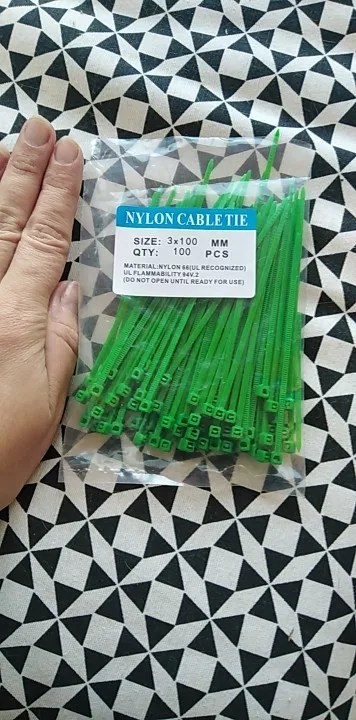 NYLON CABLE TIE
SIZE: 3x100 MM
QTY: 100 PCS
MATERIAL:NYLON 66(UL RECOGNIZED)
UL FLAMMABILITY 94V.2
(DO NOT OPEN UNTIL READY FOR USE)